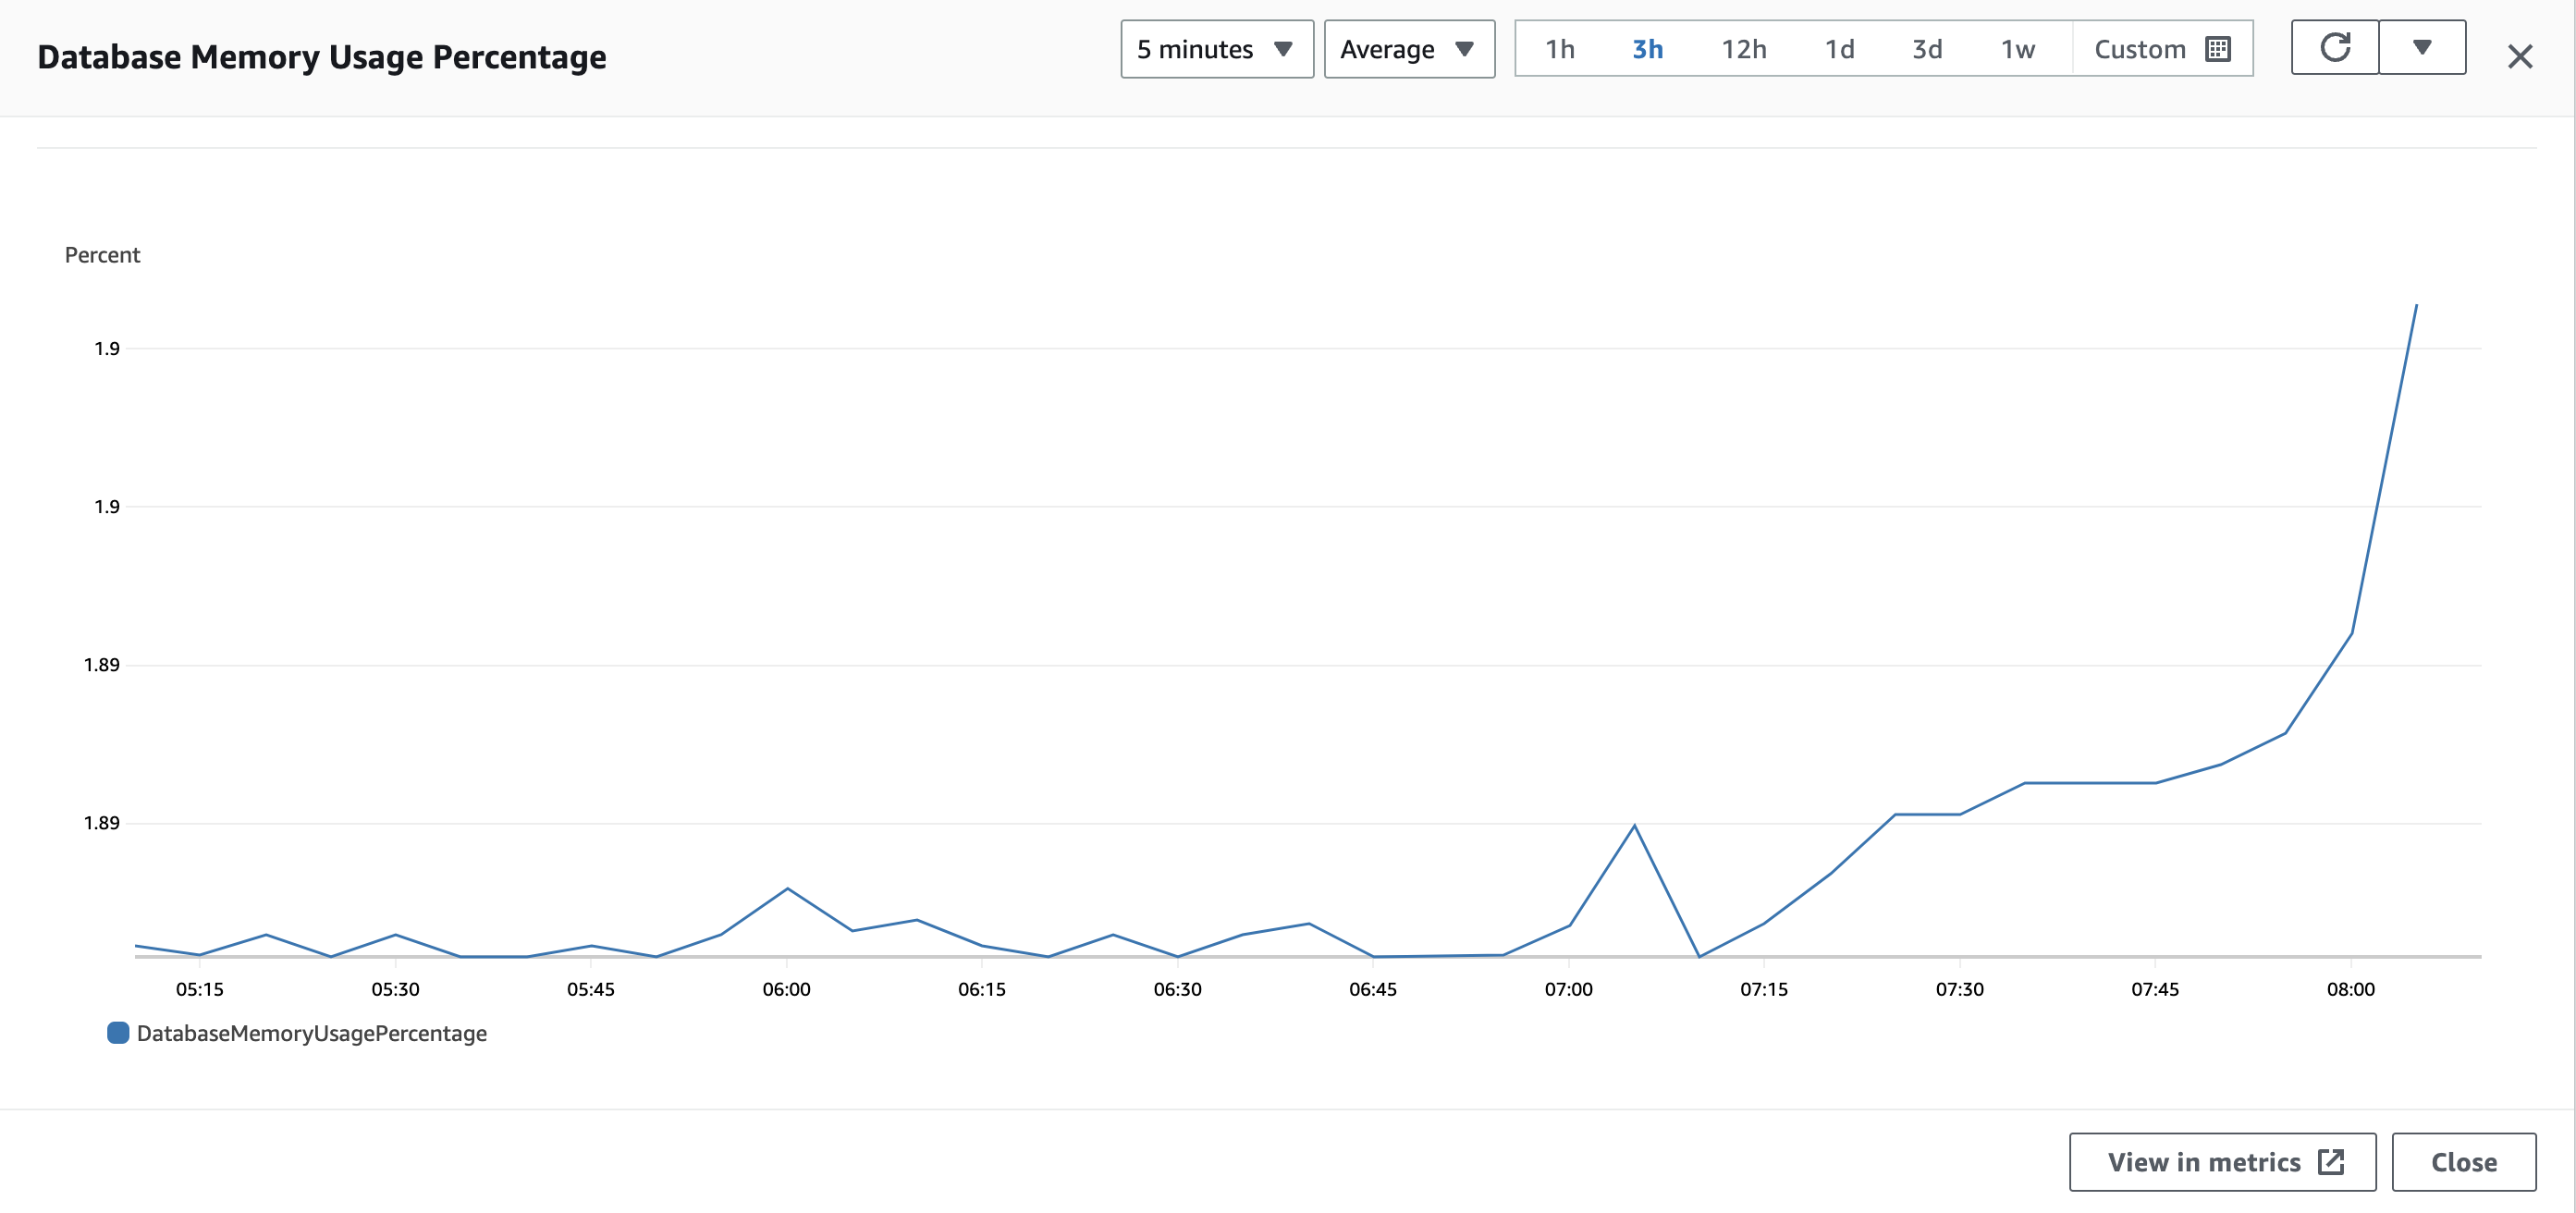 Database Memory Usage Percentage
5 minutes
Average
1h 3h 12h 1d 3d 1w Custom
Percent
1.9
1.9
1.89
1.89
05:15 05:30 05:45 06:00 06:15 06:30 06:45 07:00 07:15 07:30 07:45 08:00
DatabaseMemoryUsagePercentage
View in metrics
Close